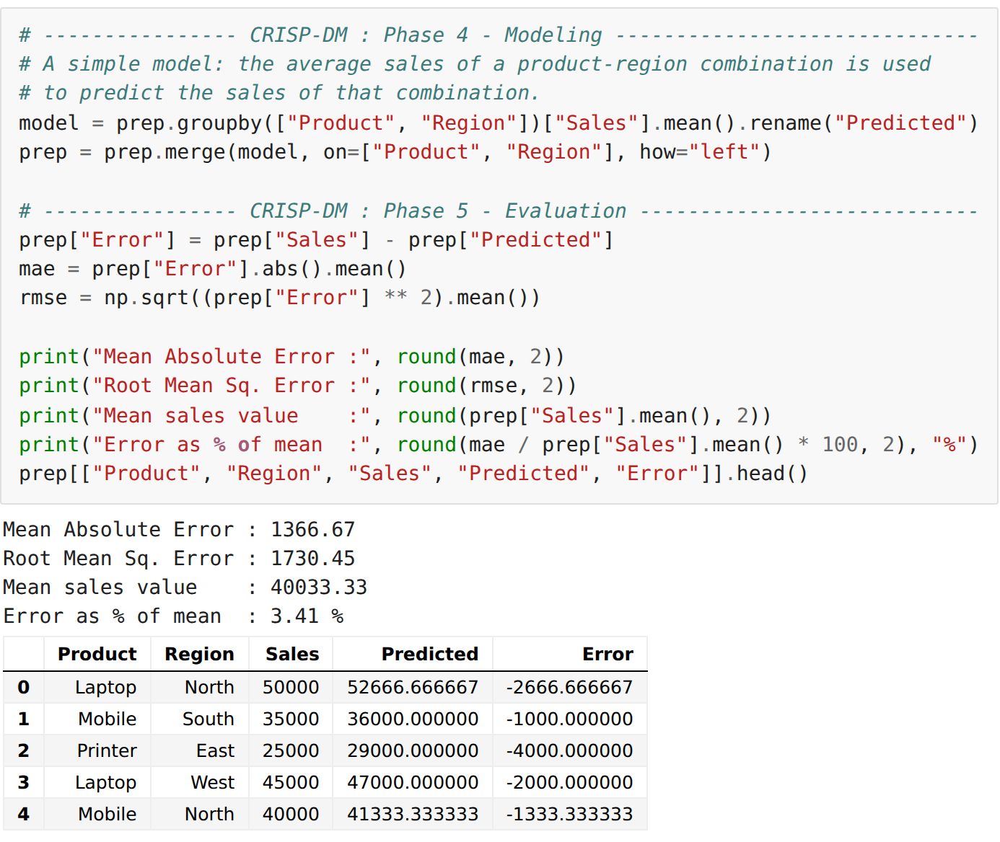 # ---------------- CRISP-DM : Phase 4 - Modeling ------------------------------
# A simple model: the average sales of a product-region combination is used
# to predict the sales of that combination.
model = prep.groupby(["Product", "Region"])["Sales"].mean().rename("Predicted")
prep = prep.merge(model, on=["Product", "Region"], how="left")

# ---------------- CRISP-DM : Phase 5 - Evaluation ----------------------------
prep["Error"] = prep["Sales"] - prep["Predicted"]
mae = prep["Error"].abs().mean()
rmse = np.sqrt((prep["Error"] ** 2).mean())

print("Mean Absolute Error :", round(mae, 2))
print("Root Mean Sq. Error :", round(rmse, 2))
print("Mean sales value    :", round(prep["Sales"].mean(), 2))
print("Error as % of mean  :", round(mae / prep["Sales"].mean() * 100, 2), "%")
prep[["Product", "Region", "Sales", "Predicted", "Error"]].head()
Mean Absolute Error : 1366.67
Root Mean Sq. Error : 1730.45
Mean sales value    : 40033.33
Error as % of mean  : 3.41 %
Product Region Sales Predicted Error
0 Laptop North 50000 52666.666667 -2666.666667
1 Mobile South 35000 36000.000000 -1000.000000
2 Printer East 25000 29000.000000 -4000.000000
3 Laptop West 45000 47000.000000 -2000.000000
4 Mobile North 40000 41333.333333 -1333.333333